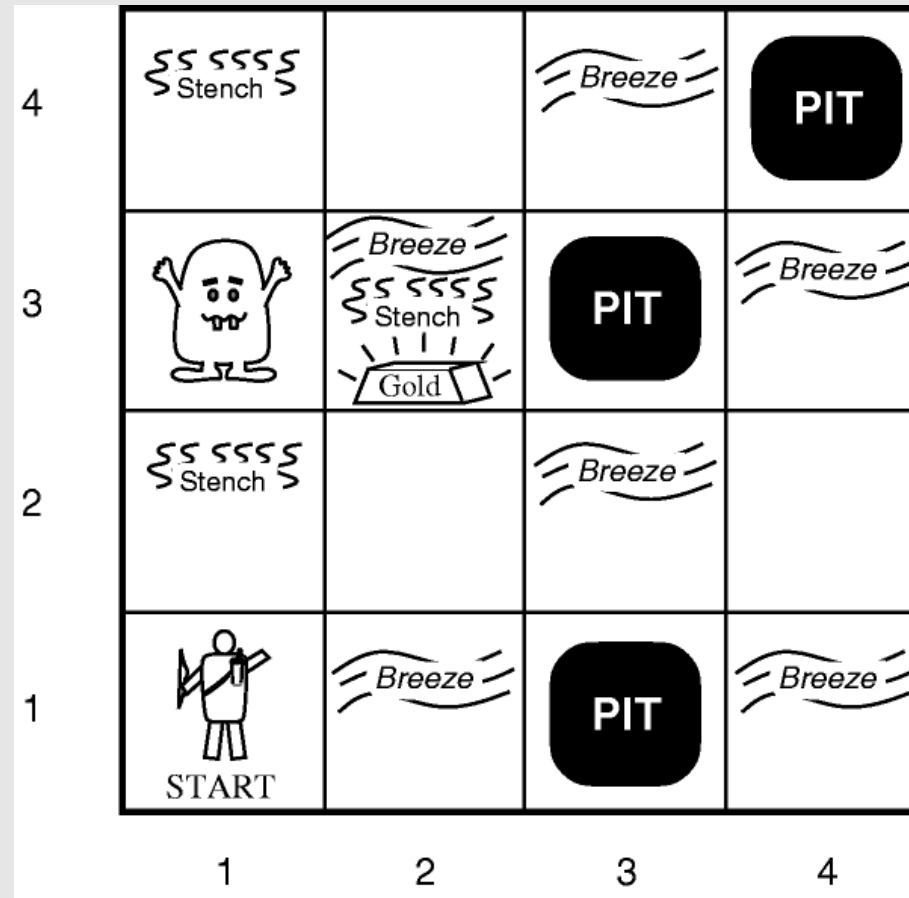 4
Stench
Breeze
PIT
3
Breeze
Stench
Gold
PIT
Breeze
2
Stench
Breeze
1
START
Breeze
PIT
Breeze
1 2 3 4